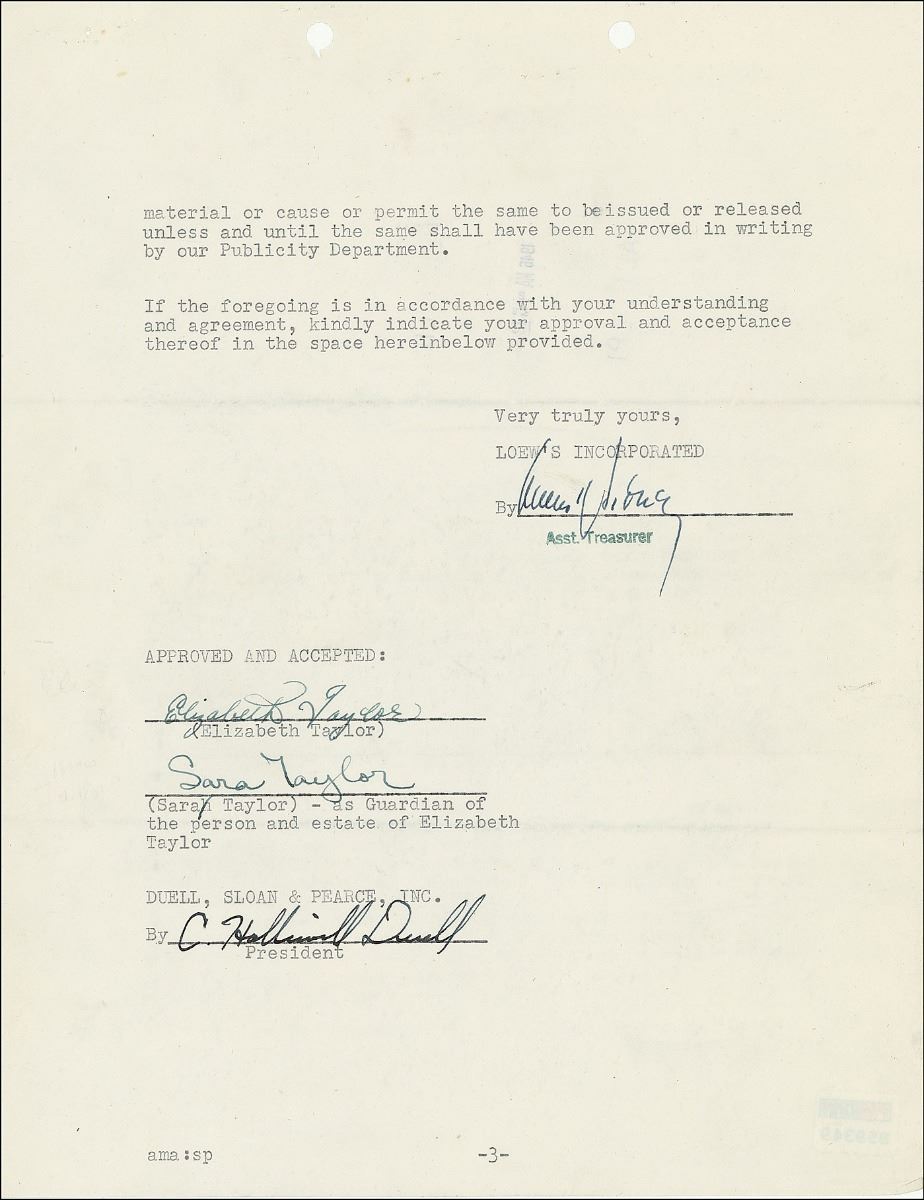 material or cause or permit the same to be issued or released
unless and until the same shall have been approved in writing
by our Publicity Department.
If the foregoing is in accordance with your understanding
and agreement, kindly indicate your approval and acceptance
thereof in the space hereinbelow provided.
Very truly yours,
LOEW'S INCORPORATED
By
Asst. Treasurer
APPROVED AND ACCEPTED:
Elizabeth Taylor
(Elizabeth Taylor)
Sara Taylor
(Sarah Taylor) - as Guardian of
the person and estate of Elizabeth
Taylor
DUELL, SLOAN & PEARCE, INC.
By C. Halliwell Duell
President
ama:sp
-3-